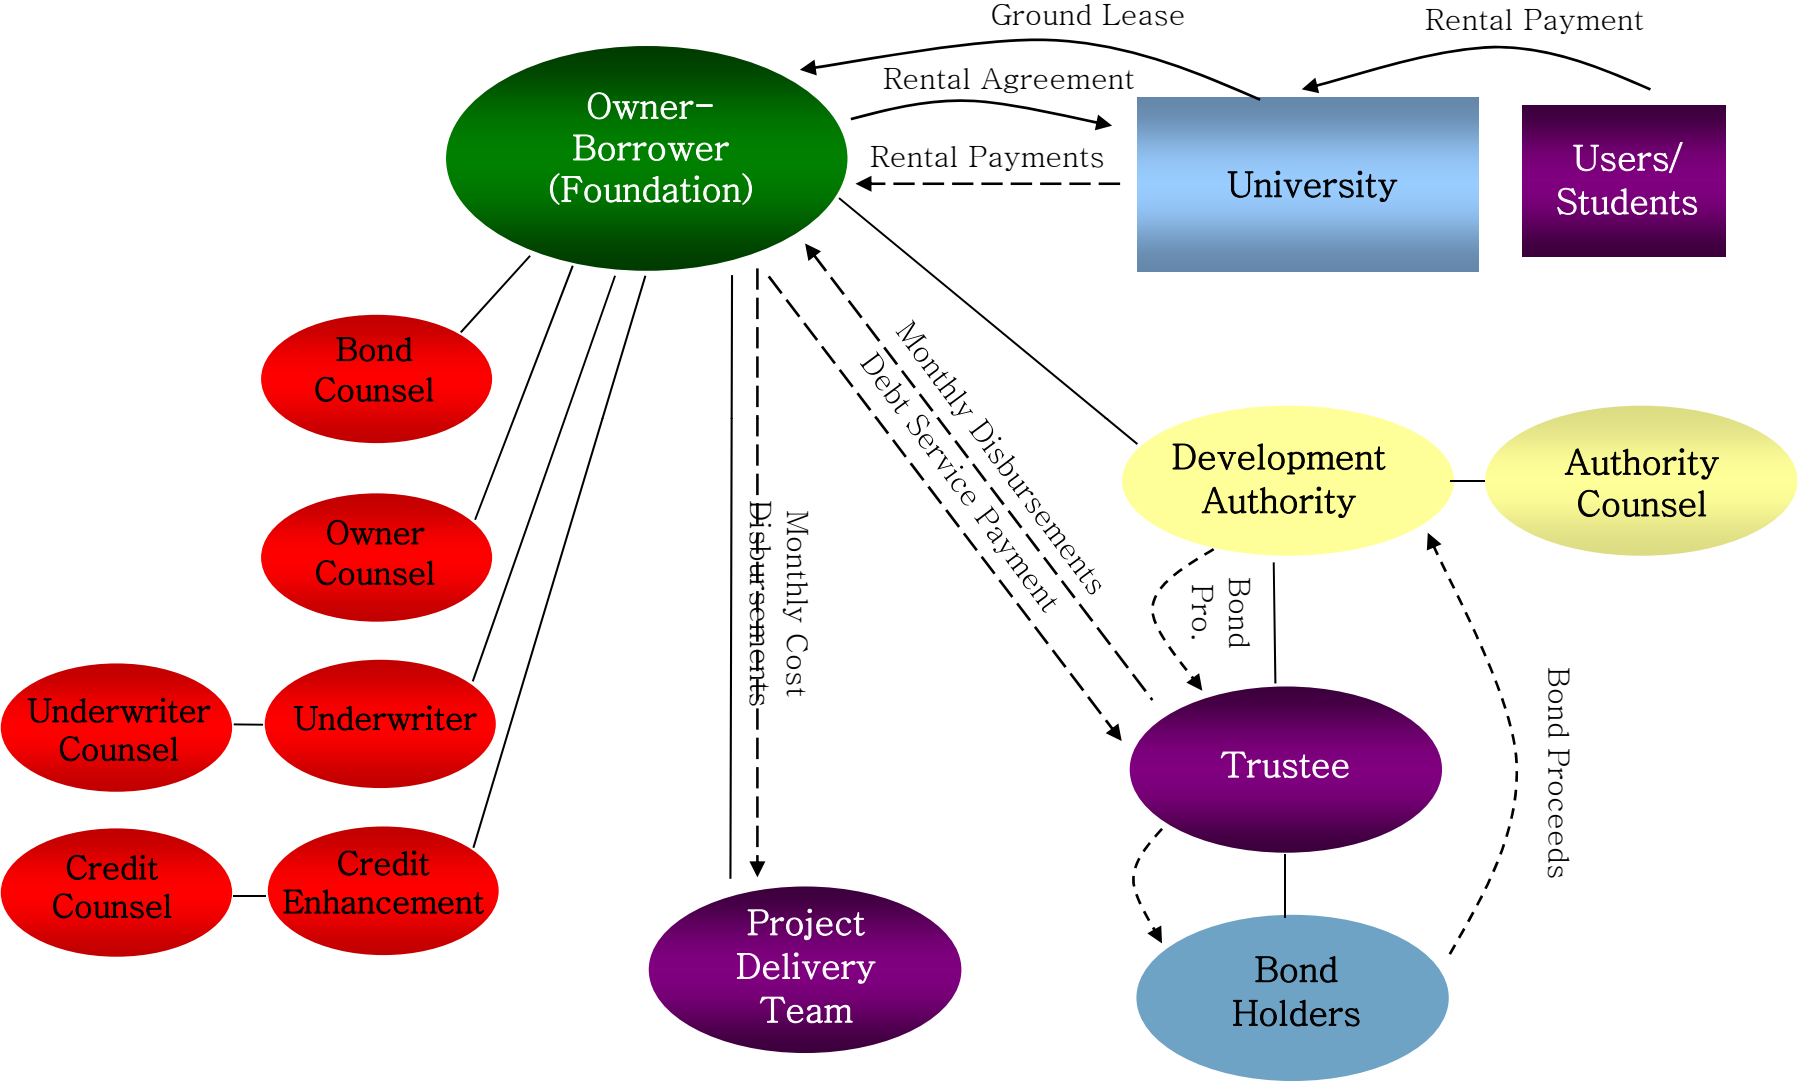 Ground Lease
Rental Payment
Rental Agreement
Owner-
Borrower
(Foundation)
Rental Payments
University
Users/
Students
Bond
Counsel
Monthly Disbursements
Debt Service Payment
Development
Authority
Authority
Counsel
Owner
Counsel
Monthly Cost
Disbursements
Bond
Pro.
Bond Proceeds
Underwriter
Counsel
Underwriter
Trustee
Credit
Counsel
Credit
Enhancement
Project
Delivery
Team
Bond
Holders